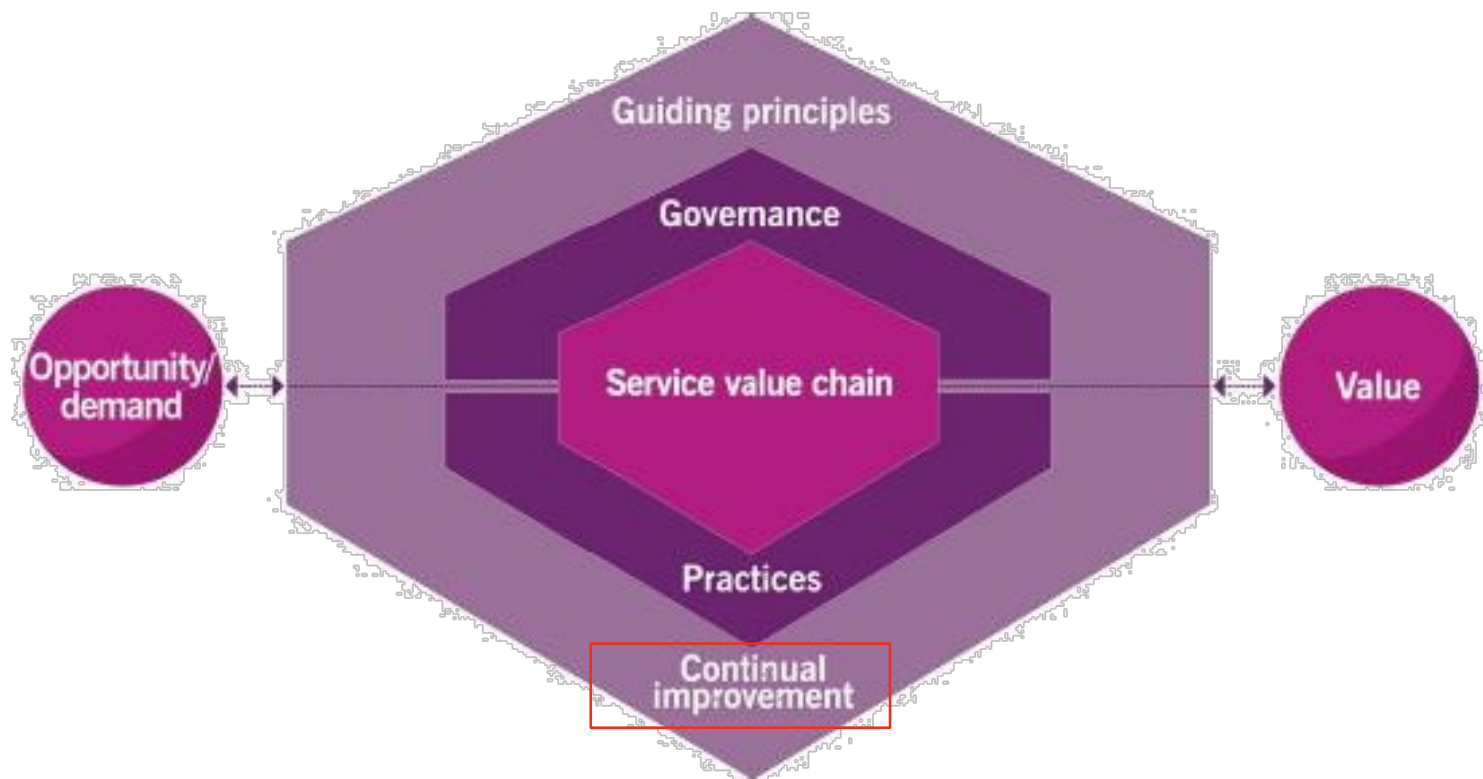 Guiding principles
Governance
Opportunity/
demand
Service value chain
Value
Practices
Continual
improvement